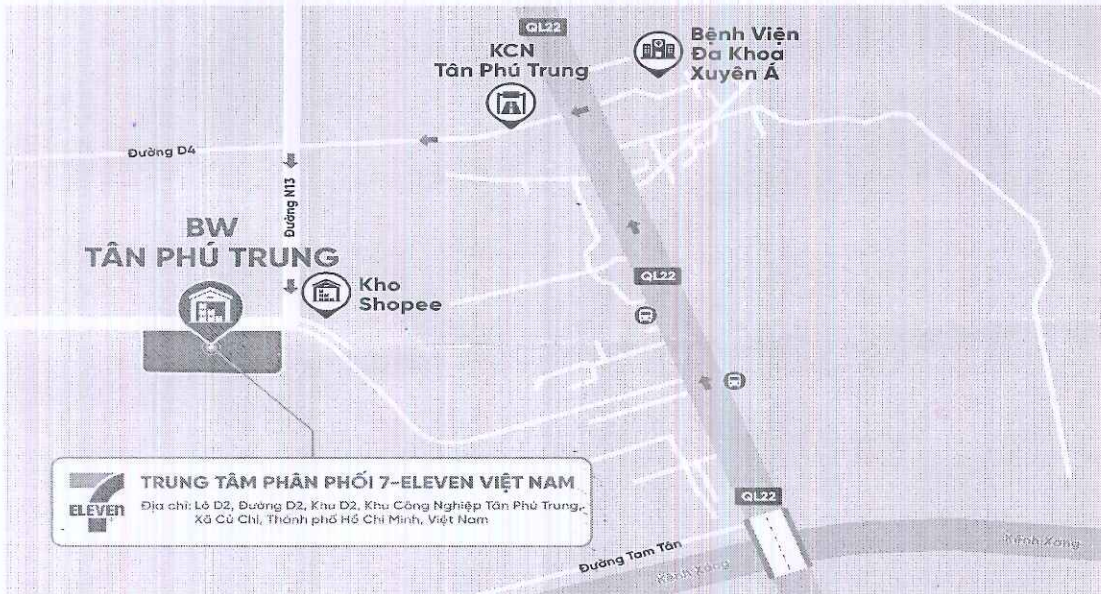 QL22
KCN
Tân Phú Trung
Bệnh Viện
Đa Khoa
Xuyên Á
Đường D4
Đường N13
BW
TÂN PHÚ TRUNG
Kho
Shopee
QL22
7
ELEVEN
TRUNG TÂM PHÂN PHỐI 7-ELEVEN VIỆT NAM
Địa chỉ: Lô D2, Đường D2, Khu D2, Khu Công Nghiệp Tân Phú Trung,
Xã Củ Chi, Thành phố Hồ Chí Minh, Việt Nam
QL22
Đường Tam Tân
Kênh Xáng
Kênh Xáng